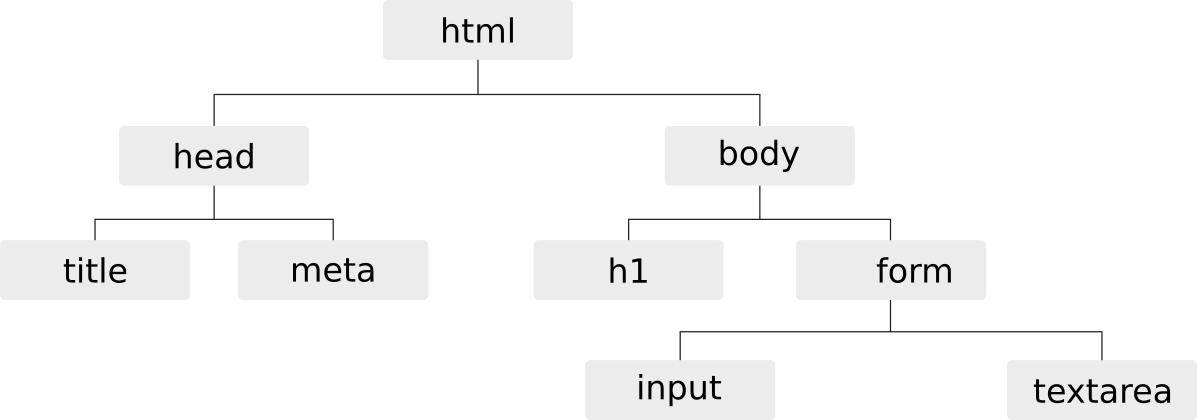 html
head
body
title
meta
h1
form
input
textarea